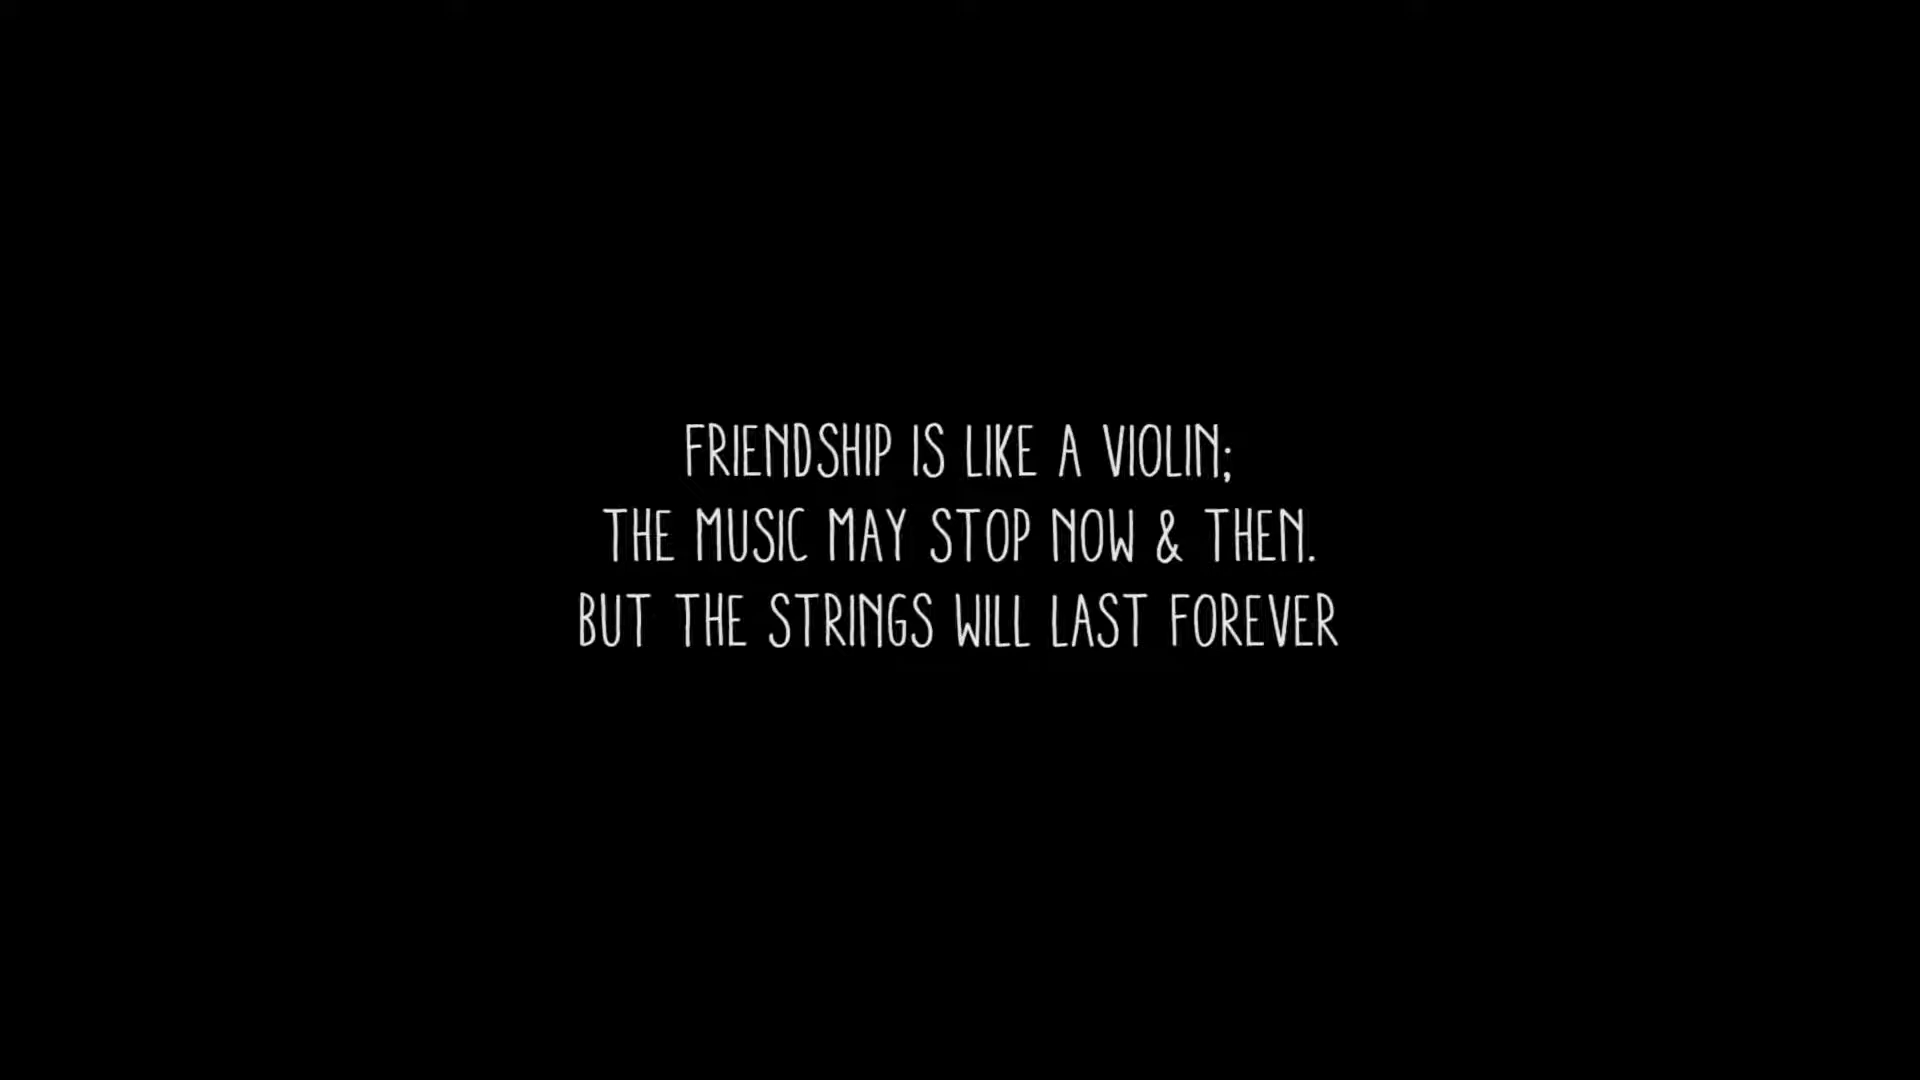 FRIENDSHIP IS LIKE A VIOLIN;
THE MUSIC MAY STOP NOW & THEN.
BUT THE STRINGS WILL LAST FOREVER